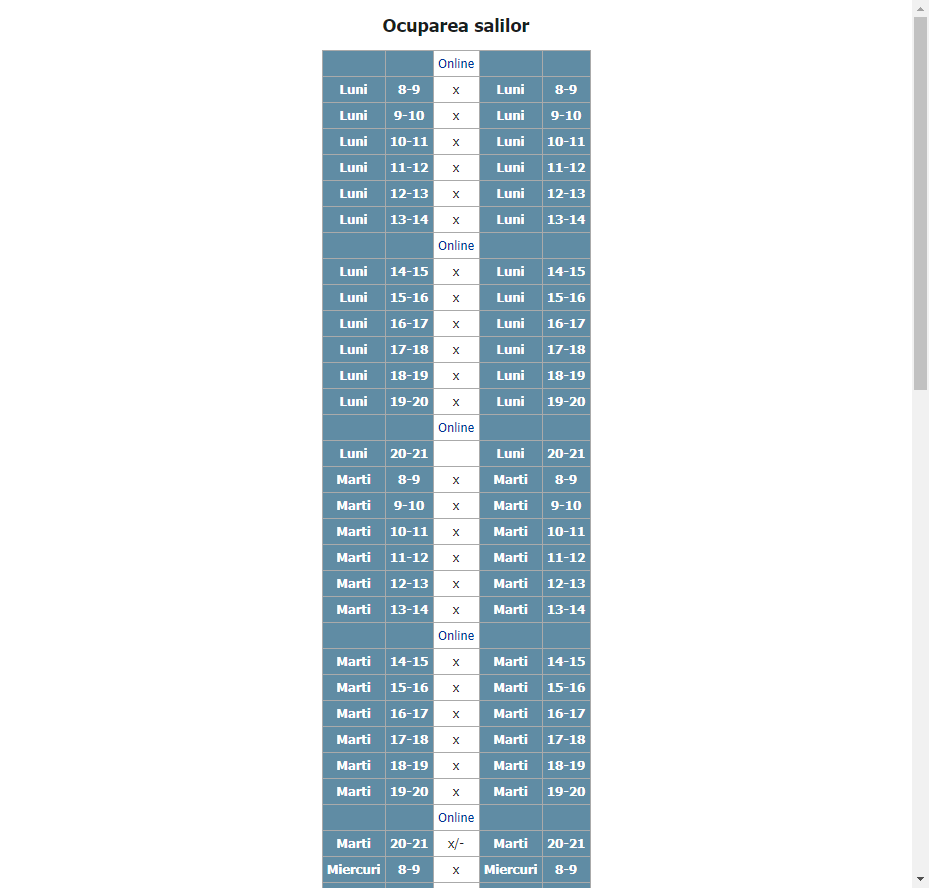 Ocuparea salilor
Online
Luni 8-9 x Luni 8-9
Luni 9-10 x Luni 9-10
Luni 10-11 x Luni 10-11
Luni 11-12 x Luni 11-12
Luni 12-13 x Luni 12-13
Luni 13-14 x Luni 13-14
Online
Luni 14-15 x Luni 14-15
Luni 15-16 x Luni 15-16
Luni 16-17 x Luni 16-17
Luni 17-18 x Luni 17-18
Luni 18-19 x Luni 18-19
Luni 19-20 x Luni 19-20
Online
Luni 20-21 Luni 20-21
Marti 8-9 x Marti 8-9
Marti 9-10 x Marti 9-10
Marti 10-11 x Marti 10-11
Marti 11-12 x Marti 11-12
Marti 12-13 x Marti 12-13
Marti 13-14 x Marti 13-14
Online
Marti 14-15 x Marti 14-15
Marti 15-16 x Marti 15-16
Marti 16-17 x Marti 16-17
Marti 17-18 x Marti 17-18
Marti 18-19 x Marti 18-19
Marti 19-20 x Marti 19-20
Online
Marti 20-21 x/- Marti 20-21
Miercuri 8-9 x Miercuri 8-9